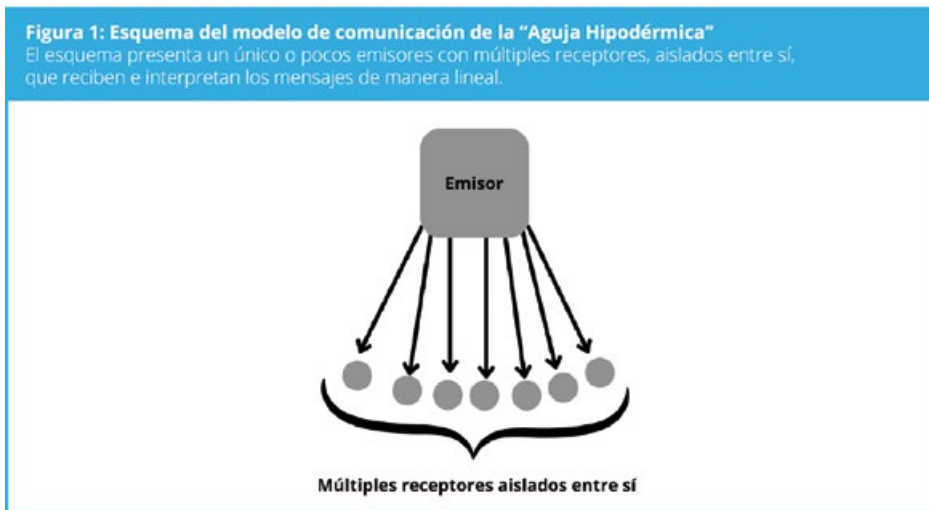 Figura 1: Esquema del modelo de comunicación de la “Aguja Hipodérmica”
El esquema presenta un único o pocos emisores con múltiples receptores, aislados entre sí,
que reciben e interpretan los mensajes de manera lineal.
Emisor
Múltiples receptores aislados entre sí